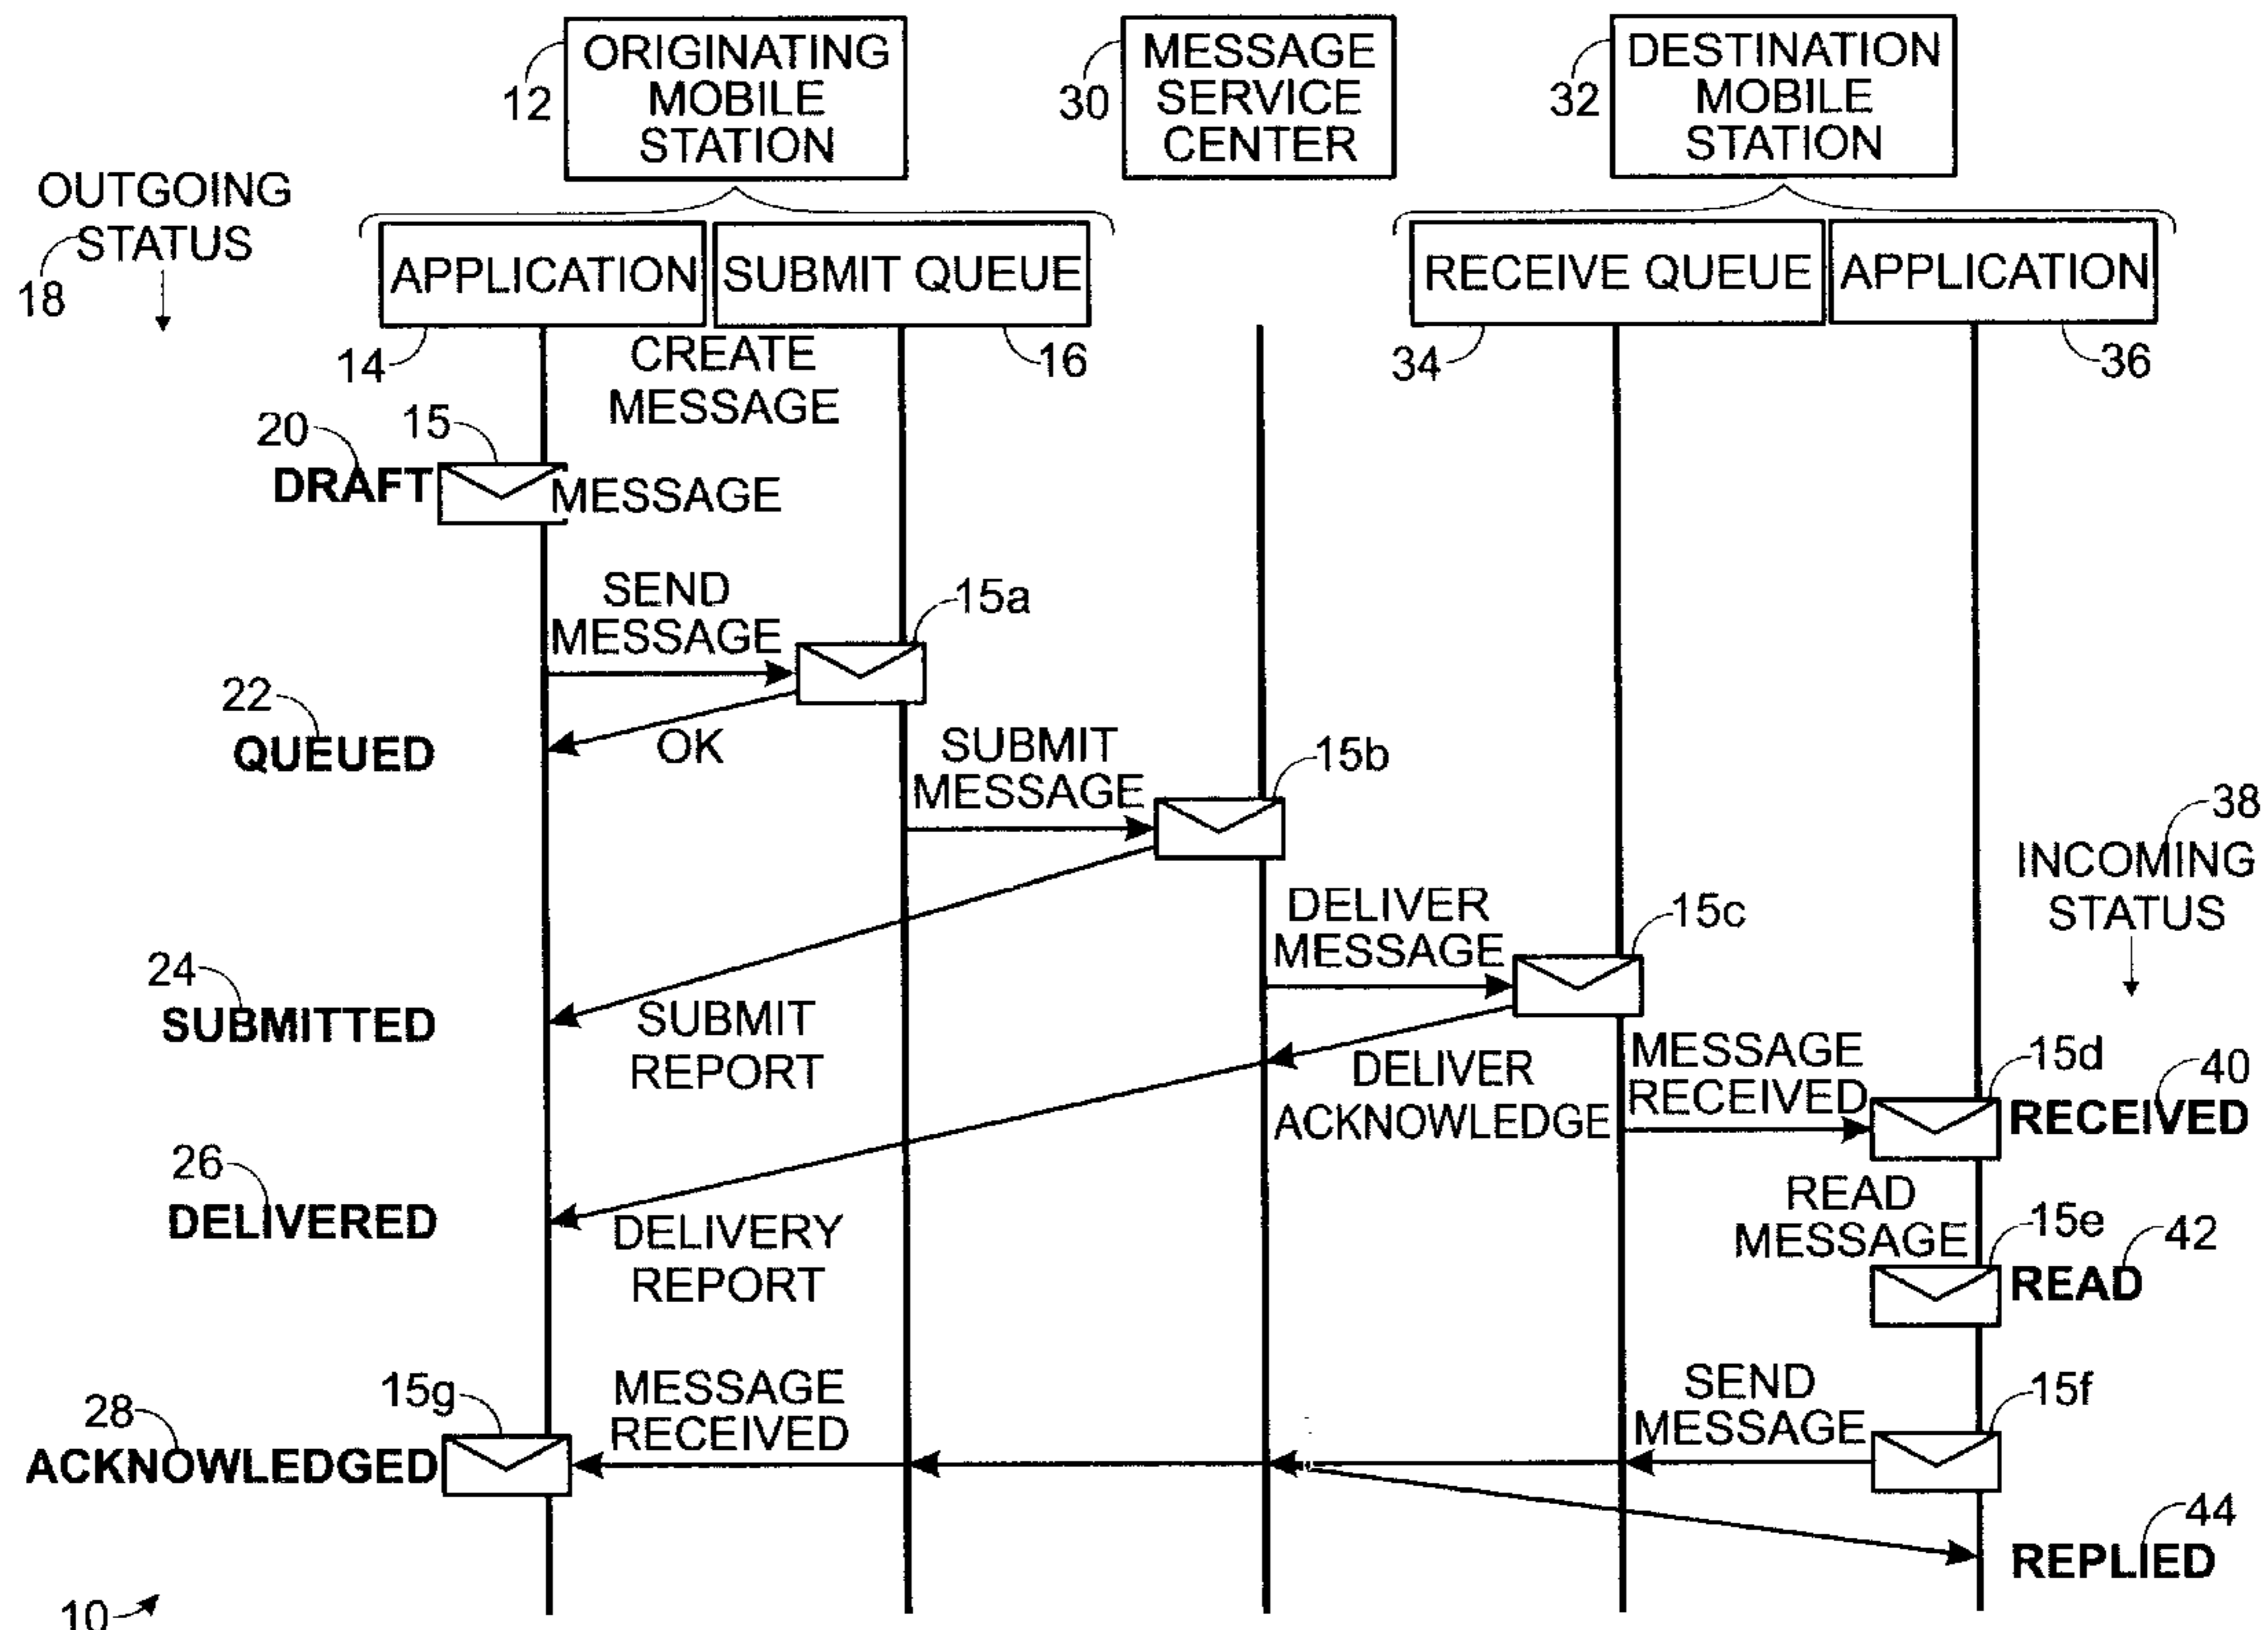 ORIGINATING
MOBILE
STATION
12
MESSAGE
SERVICE
CENTER
30
DESTINATION
MOBILE
STATION
32
OUTGOING
STATUS
18
APPLICATION
SUBMIT QUEUE
RECEIVE QUEUE
APPLICATION
14
16
34
36
CREATE
MESSAGE
20
15
DRAFT
MESSAGE
SEND
MESSAGE
15a
22
QUEUED
OK
SUBMIT
MESSAGE
15b
38
INCOMING
STATUS
DELIVER
MESSAGE
15c
24
SUBMITTED
SUBMIT
REPORT
DELIVER
ACKNOWLEDGE
MESSAGE
RECEIVED
15d
40
RECEIVED
26
DELIVERED
DELIVERY
REPORT
READ
MESSAGE
15e
42
READ
28
ACKNOWLEDGED
15g
MESSAGE
RECEIVED
SEND
MESSAGE
15f
44
REPLIED
10